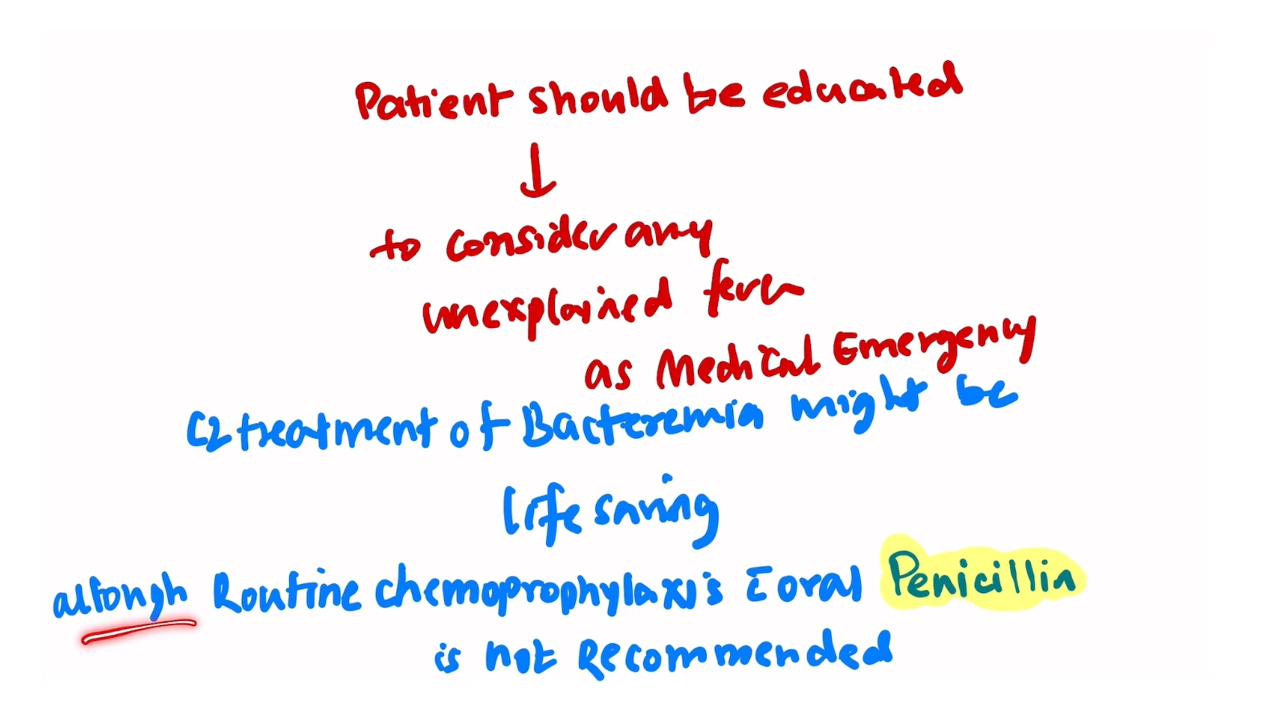 Patient should be educated
↓
to consider any
unexplained fever
as Medical Emergency
Cz treatment of Bacteremia might be
life saving
although Routine chemoprophylaxis c̄ oral Penicillin
is not Recommended